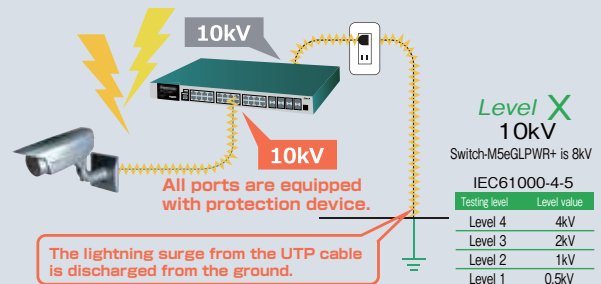 10kV
10kV
All ports are equipped
with protection device.
The lightning surge from the UTP cable
is discharged from the ground.
Level X
10kV
Switch-M5eGLPWR+ is 8kV
IEC61000-4-5
Testing level Level value
Level 4 4kV
Level 3 2kV
Level 2 1kV
Level 1 0.5kV